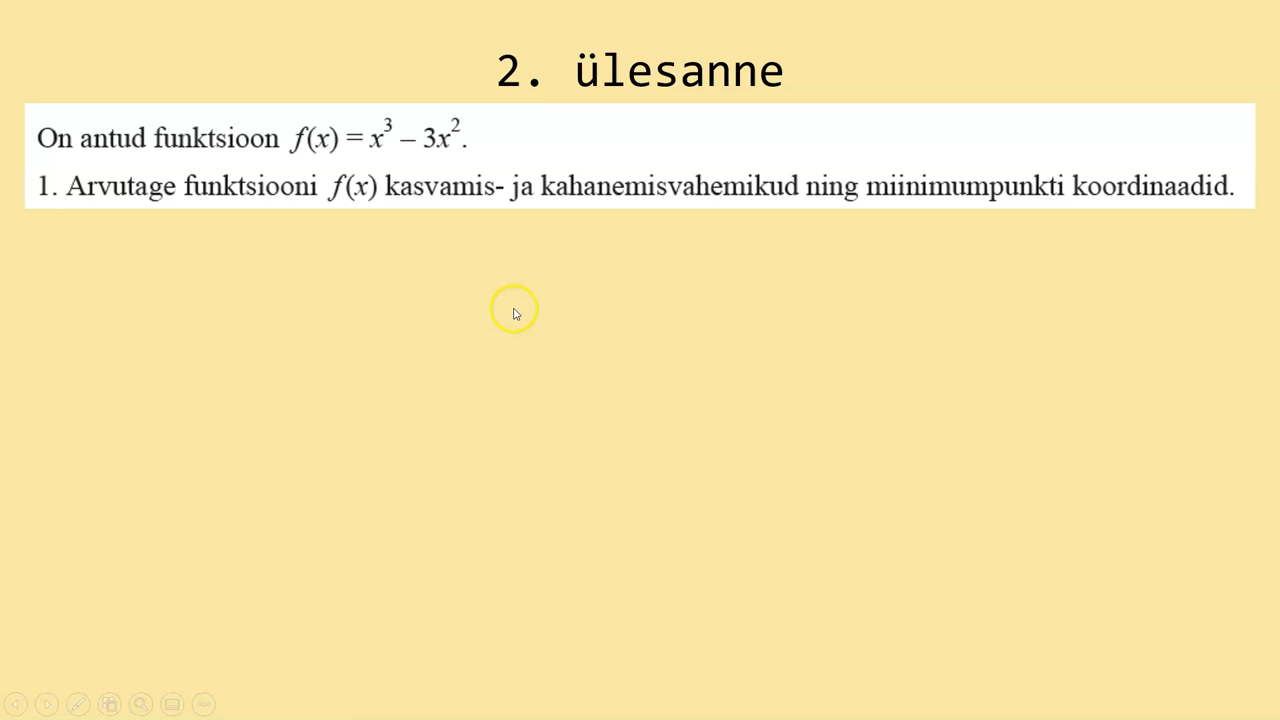 2. ülesanne
On antud funktsioon f(x) = x³ – 3x².
1. Arvutage funktsiooni f(x) kasvamis- ja kahanemisvahemikud ning miinimumpunkti koordinaadid.